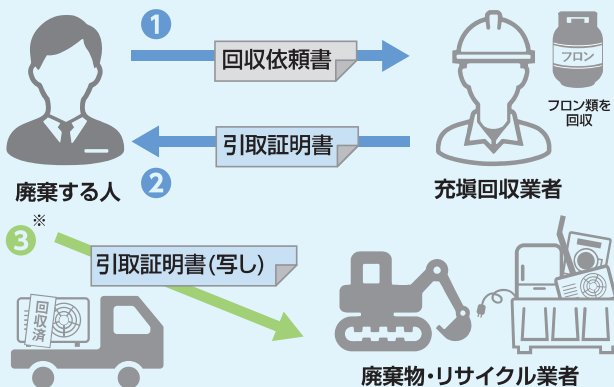 1
回収依頼書
フロン
フロン類を
回収
引取証明書
2
廃棄する人
充塡回収業者
※
3
引取証明書(写し)
回収済
廃棄物・リサイクル業者